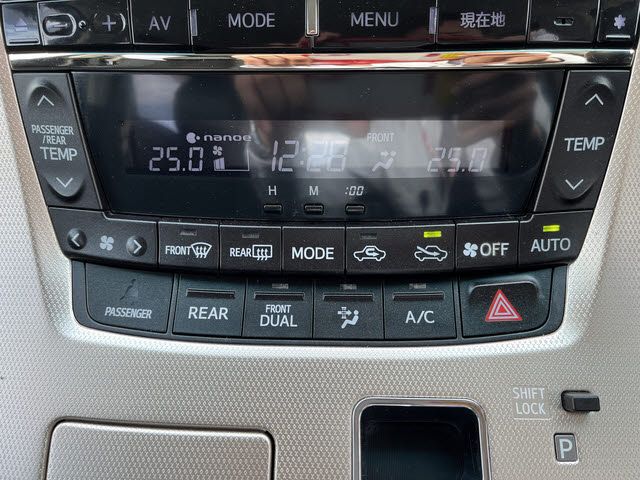 AV MODE MENU 現在地
nanoe FRONT
25.0 12:26 25.0
PASSENGER
/REAR
TEMP
TEMP
H M :00
FRONT REAR MODE OFF AUTO
PASSENGER REAR FRONT
DUAL A/C
SHIFT
LOCK
P